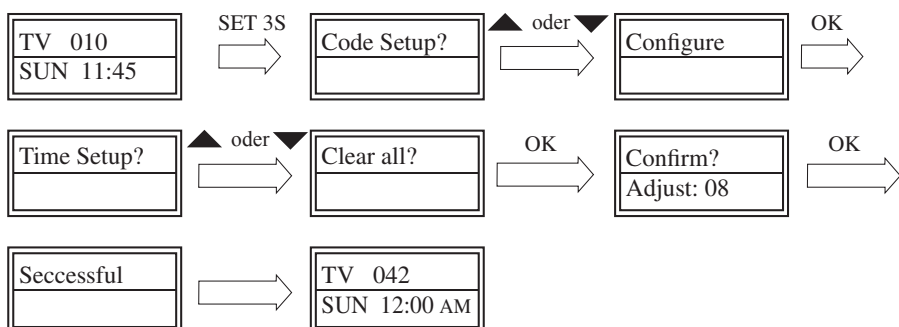 TV 010
SUN 11:45
SET 3S
Code Setup?
▲ oder ▼
Configure
OK
Time Setup?
▲ oder ▼
Clear all?
OK
Confirm?
Adjust: 08
OK
Seccessful
TV 042
SUN 12:00 AM